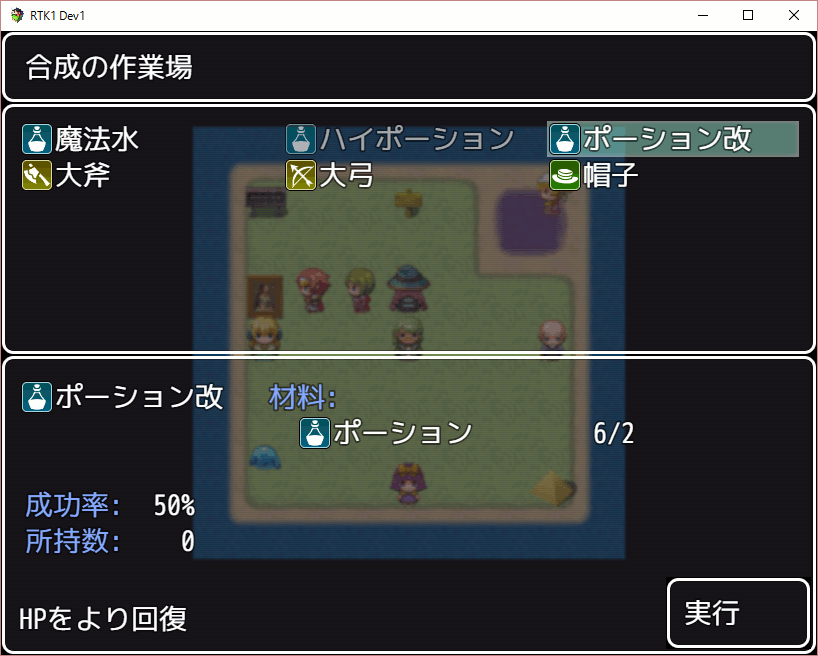 RTK1 Dev1
合成の作業場
魔法水 ハイポーション ポーション改
大斧 大弓 帽子
ポーション改 材料:
ポーション 6/2
成功率: 50%
所持数: 0
HPをより回復 実行